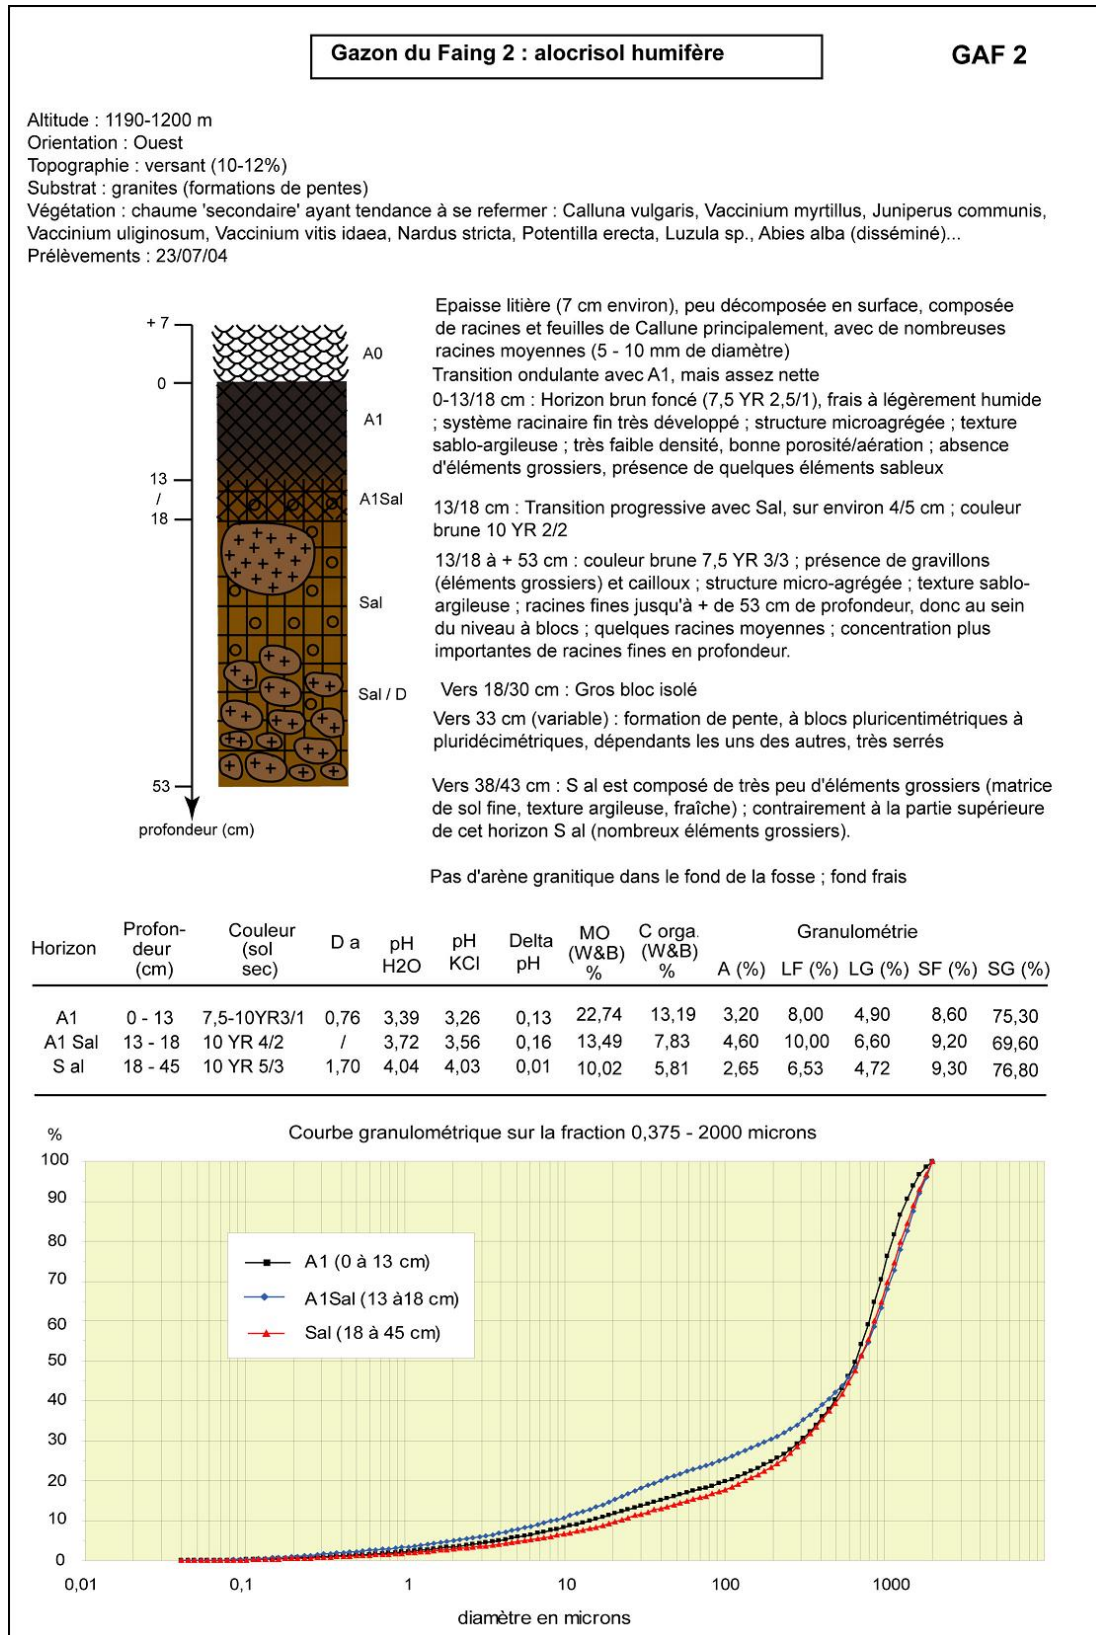 Gazon du Faing 2 : alocrisol humifère
GAF 2
Altitude : 1190-1200 m
Orientation : Ouest
Topographie : versant (10-12%)
Substrat : granites (formations de pentes)
Végétation : chaume 'secondaire' ayant tendance à se refermer : Calluna vulgaris, Vaccinium myrtillus, Juniperus communis,
Vaccinium uliginosum, Vaccinium vitis idaea, Nardus stricta, Potentilla erecta, Luzula sp., Abies alba (disséminé)...
Prélèvements : 23/07/04
+ 7
0
13
/
18
53
profondeur (cm)
A0
A1
A1Sal
Sal
Sal / D
Epaisse litière (7 cm environ), peu décomposée en surface, composée
de racines et feuilles de Callune principalement, avec de nombreuses
racines moyennes (5 - 10 mm de diamètre)
Transition ondulante avec A1, mais assez nette
0-13/18 cm : Horizon brun foncé (7,5 YR 2,5/1), frais à légèrement humide
; système racinaire fin très développé ; structure microagrégée ; texture
sablo-argileuse ; très faible densité, bonne porosité/aération ; absence
d'éléments grossiers, présence de quelques éléments sableux
13/18 cm : Transition progressive avec Sal, sur environ 4/5 cm ; couleur
brune 10 YR 2/2
13/18 à + 53 cm : couleur brune 7,5 YR 3/3 ; présence de gravillons
(éléments grossiers) et cailloux ; structure micro-agrégée ; texture sablo-
argileuse ; racines fines jusqu'à + de 53 cm de profondeur, donc au sein
du niveau à blocs ; quelques racines moyennes ; concentration plus
importantes de racines fines en profondeur.
Vers 18/30 cm : Gros bloc isolé
Vers 33 cm (variable) : formation de pente, à blocs pluricentimétriques à
pluridécimétriques, dépendants les uns des autres, très serrés
Vers 38/43 cm : S al est composé de très peu d'éléments grossiers (matrice
de sol fine, texture argileuse, fraîche) ; contrairement à la partie supérieure
de cet horizon S al (nombreux éléments grossiers).
Pas d'arène granitique dans le fond de la fosse ; fond frais
Horizon Profon-deur (cm) Couleur (sol sec) D a pH H2O pH KCl Delta pH MO (W&B) % C orga. (W&B) % Granulométrie A (%) LF (%) LG (%) SF (%) SG (%)
A1 0 - 13 7,5-10YR3/1 0,76 3,39 3,26 0,13 22,74 13,19 3,20 8,00 4,90 8,60 75,30
A1 Sal 13 - 18 10 YR 4/2 / 3,72 3,56 0,16 13,49 7,83 4,60 10,00 6,60 9,20 69,60
S al 18 - 45 10 YR 5/3 1,70 4,04 4,03 0,01 10,02 5,81 2,65 6,53 4,72 9,30 76,80
Courbe granulométrique sur la fraction 0,375 - 2000 microns
%
100
90
80
70
60
50
40
30
20
10
0
A1 (0 à 13 cm)
A1Sal (13 à18 cm)
Sal (18 à 45 cm)
0,01 0,1 1 10 100 1000
diamètre en microns